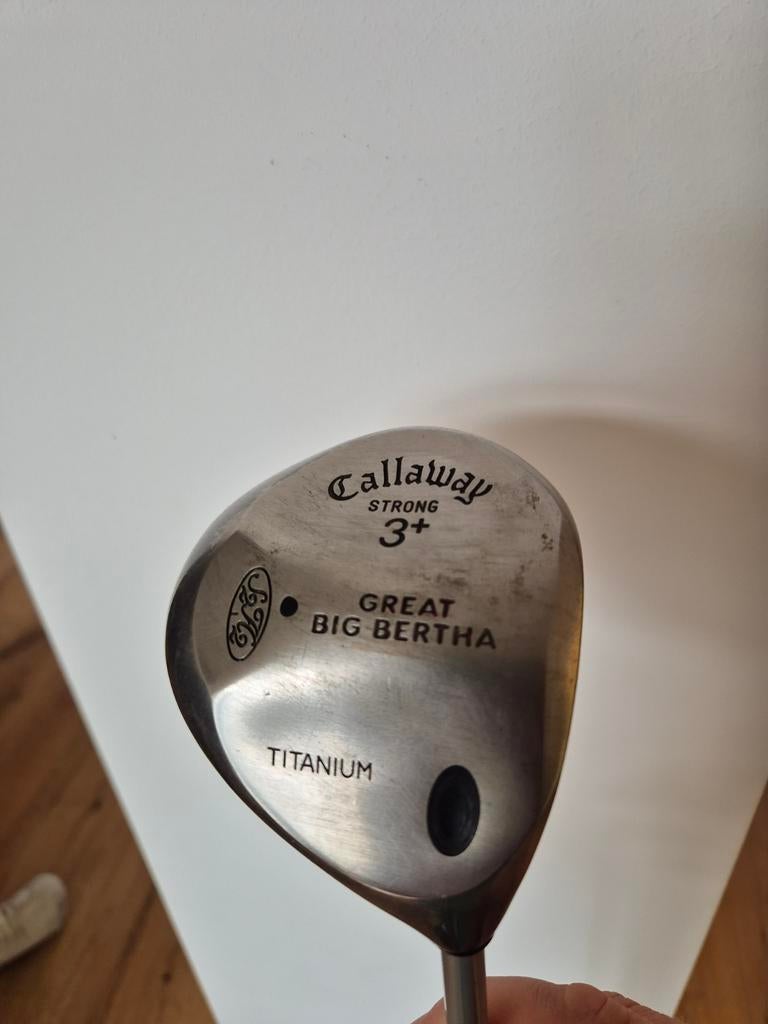 Callaway
STRONG
3+
GREAT
BIG BERTHA
TITANIUM